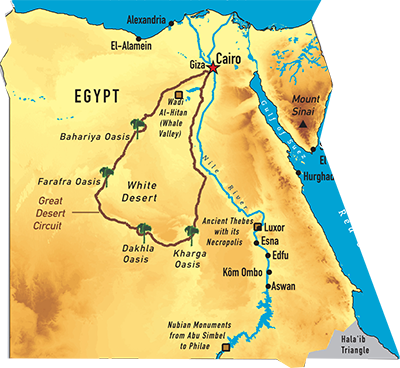 Alexandria
El-Alamein
Giza
Cairo
EGYPT
Wadi
Al-Hitan
(Whale
Valley)
Gulf of Suez
Mount
Sinai
Bahariya Oasis
El
Hurghad
Nile River
Farafra Oasis
White
Desert
Great
Desert
Circuit
Ancient Thebes
with its
Necropolis
Luxor
Esna
Edfu
Dakhla
Oasis
Kharga
Oasis
Kôm Ombo
Aswan
Red
Nubian Monuments
from Abu Simbel
to Philae
Hala'ib
Triangle